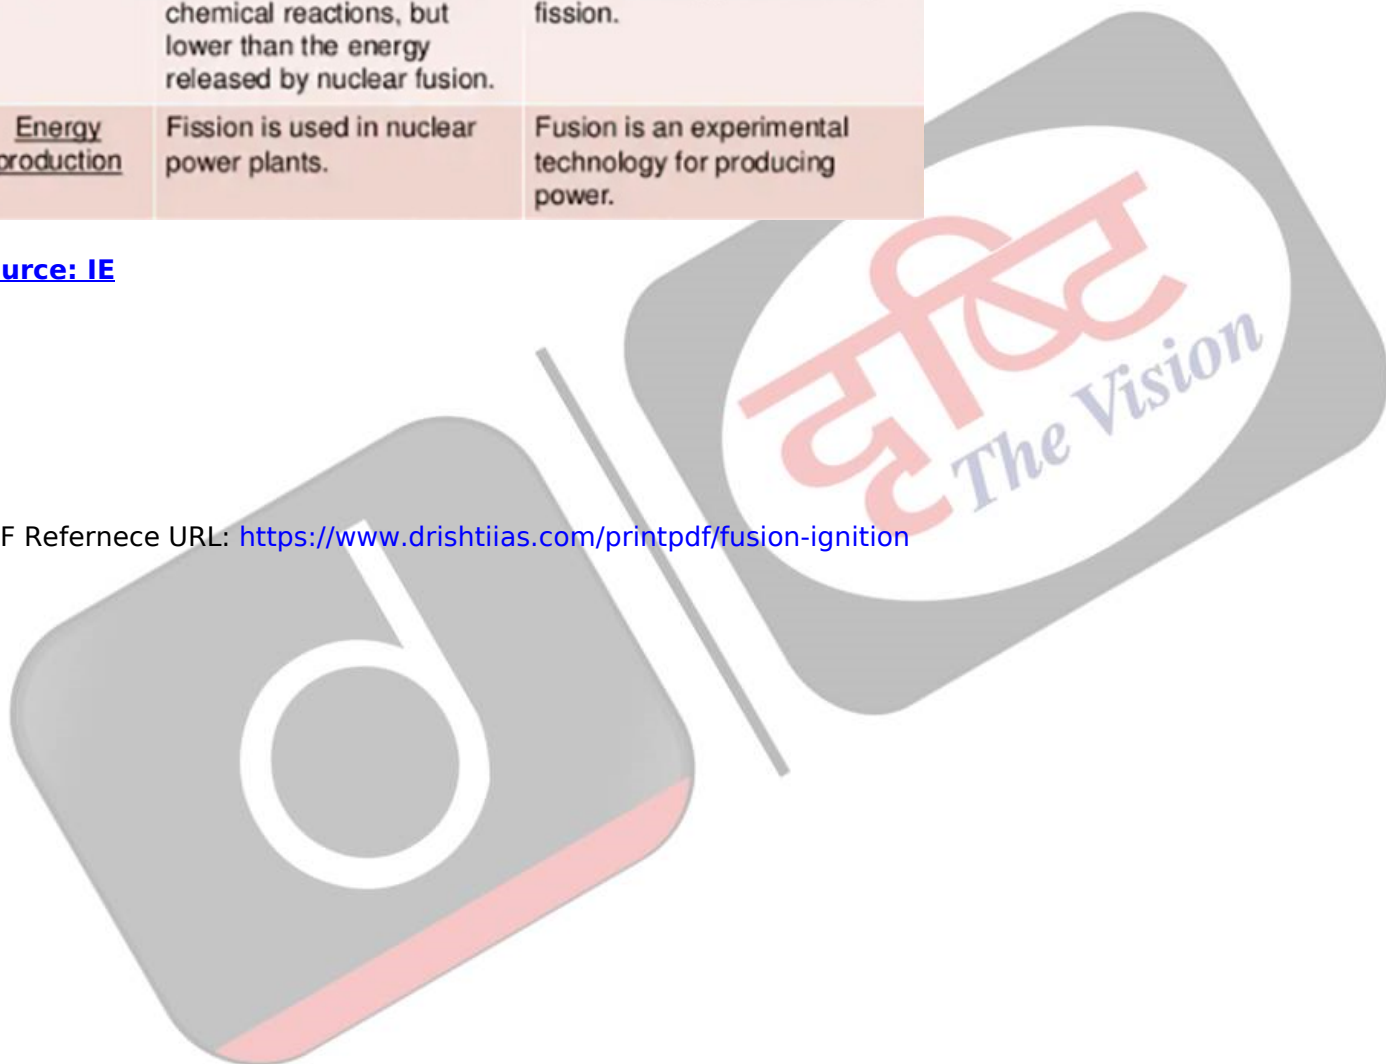 chemical reactions, but
lower than the energy
released by nuclear fusion.
fission.
Energy
production
Fission is used in nuclear
power plants.
Fusion is an experimental
technology for producing
power.
urce: IE
दृष्टि
The Vision
F Refernece URL: https://www.drishtiias.com/printpdf/fusion-ignition
d